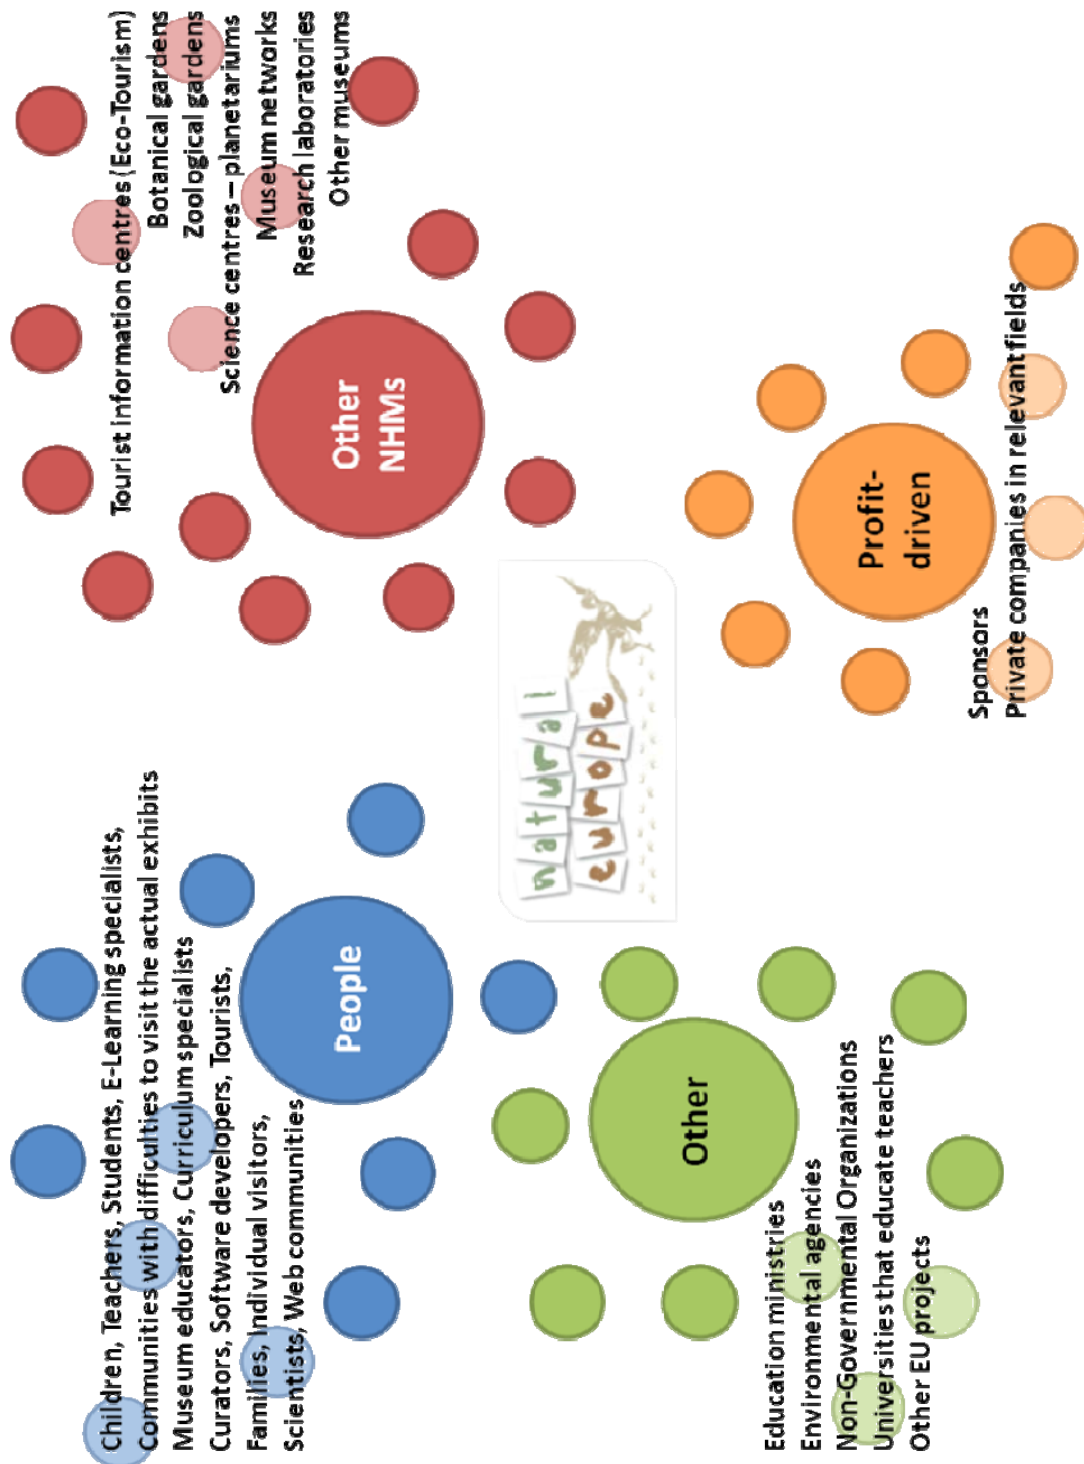 Children, Teachers, Students, E-Learning specialists,
Communities with difficulties to visit the actual exhibits
Museum educators, Curriculum specialists
Curators, Software developers, Tourists,
Families, Individual visitors,
Scientists, Web communities
People
Tourist information centres (Eco-Tourism)
Botanical gardens
Zoological gardens
Science centres – planetariums
Museum networks
Research laboratories
Other museums
Other
NHMs
natural
europe
Other
Education ministries
Environmental agencies
Non-Governmental Organizations
Universities that educate teachers
Other EU projects
Profit-
driven
Sponsors
Private companies in relevant fields